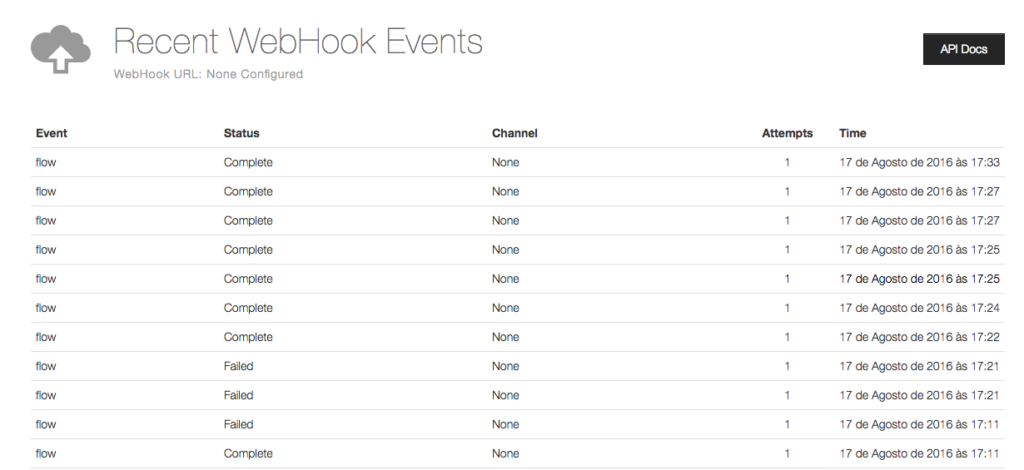 Recent WebHook Events
API Docs
WebHook URL: None Configured
Event Status Channel Attempts Time
flow Complete None 1 17 de Agosto de 2016 às 17:33
flow Complete None 1 17 de Agosto de 2016 às 17:27
flow Complete None 1 17 de Agosto de 2016 às 17:27
flow Complete None 1 17 de Agosto de 2016 às 17:25
flow Complete None 1 17 de Agosto de 2016 às 17:25
flow Complete None 1 17 de Agosto de 2016 às 17:24
flow Complete None 1 17 de Agosto de 2016 às 17:22
flow Failed None 1 17 de Agosto de 2016 às 17:21
flow Failed None 1 17 de Agosto de 2016 às 17:21
flow Failed None 1 17 de Agosto de 2016 às 17:11
flow Complete None 1 17 de Agosto de 2016 às 17:11